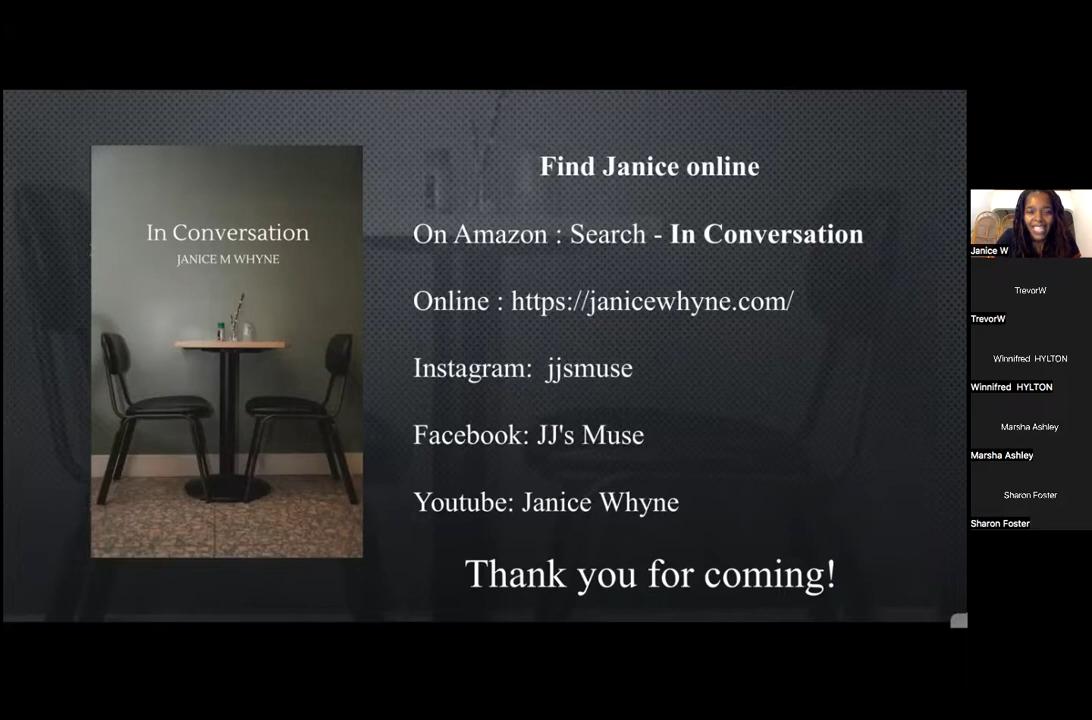 In Conversation
JANICE M WHYNE
Find Janice online
On Amazon : Search - In Conversation
Online : https://janicewhyne.com/
Instagram: jjsmuse
Facebook: JJ's Muse
Youtube: Janice Whyne
Thank you for coming!
Janice W
TrevorW
TrevorW
Winnifred HYLTON
Winnifred HYLTON
Marsha Ashley
Marsha Ashley
Sharon Foster
Sharon Foster